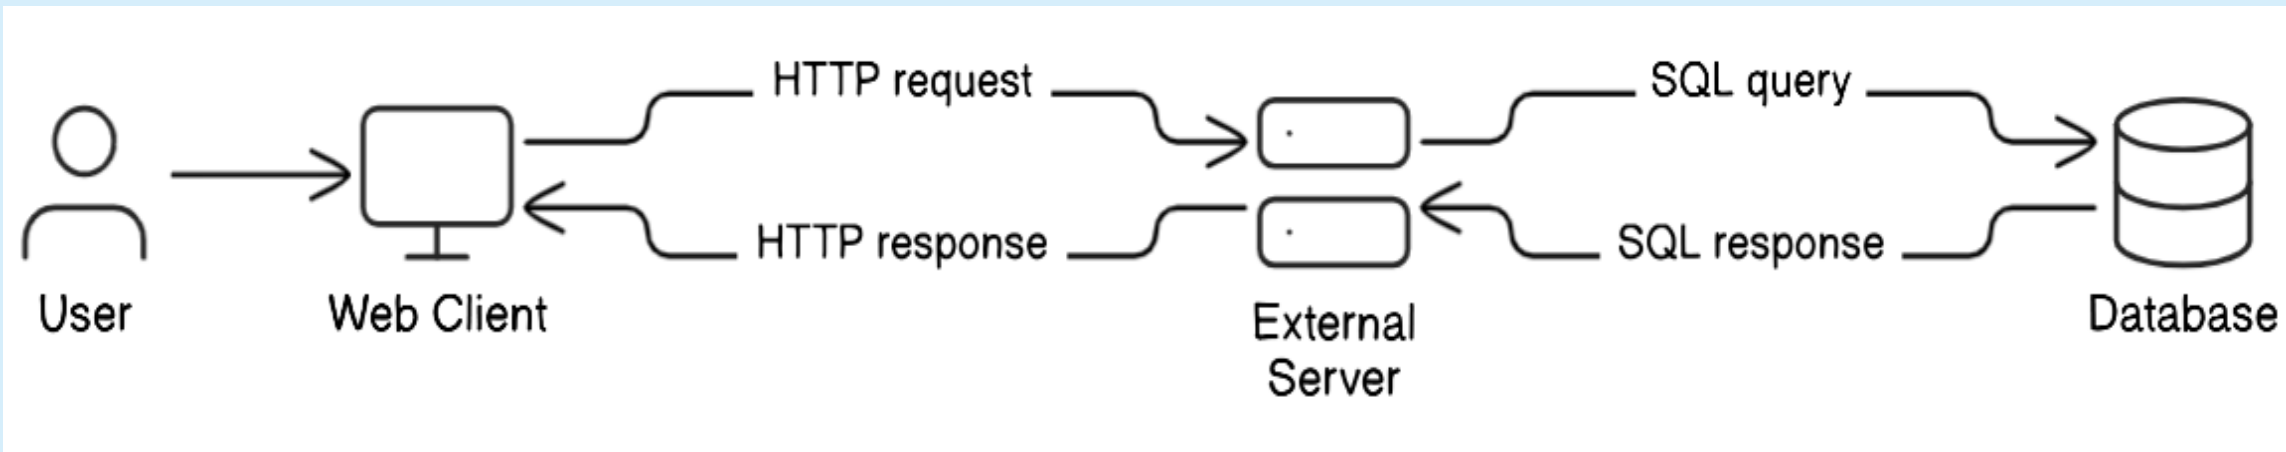 HTTP request
SQL query
HTTP response
SQL response
User
Web Client
External
Server
Database